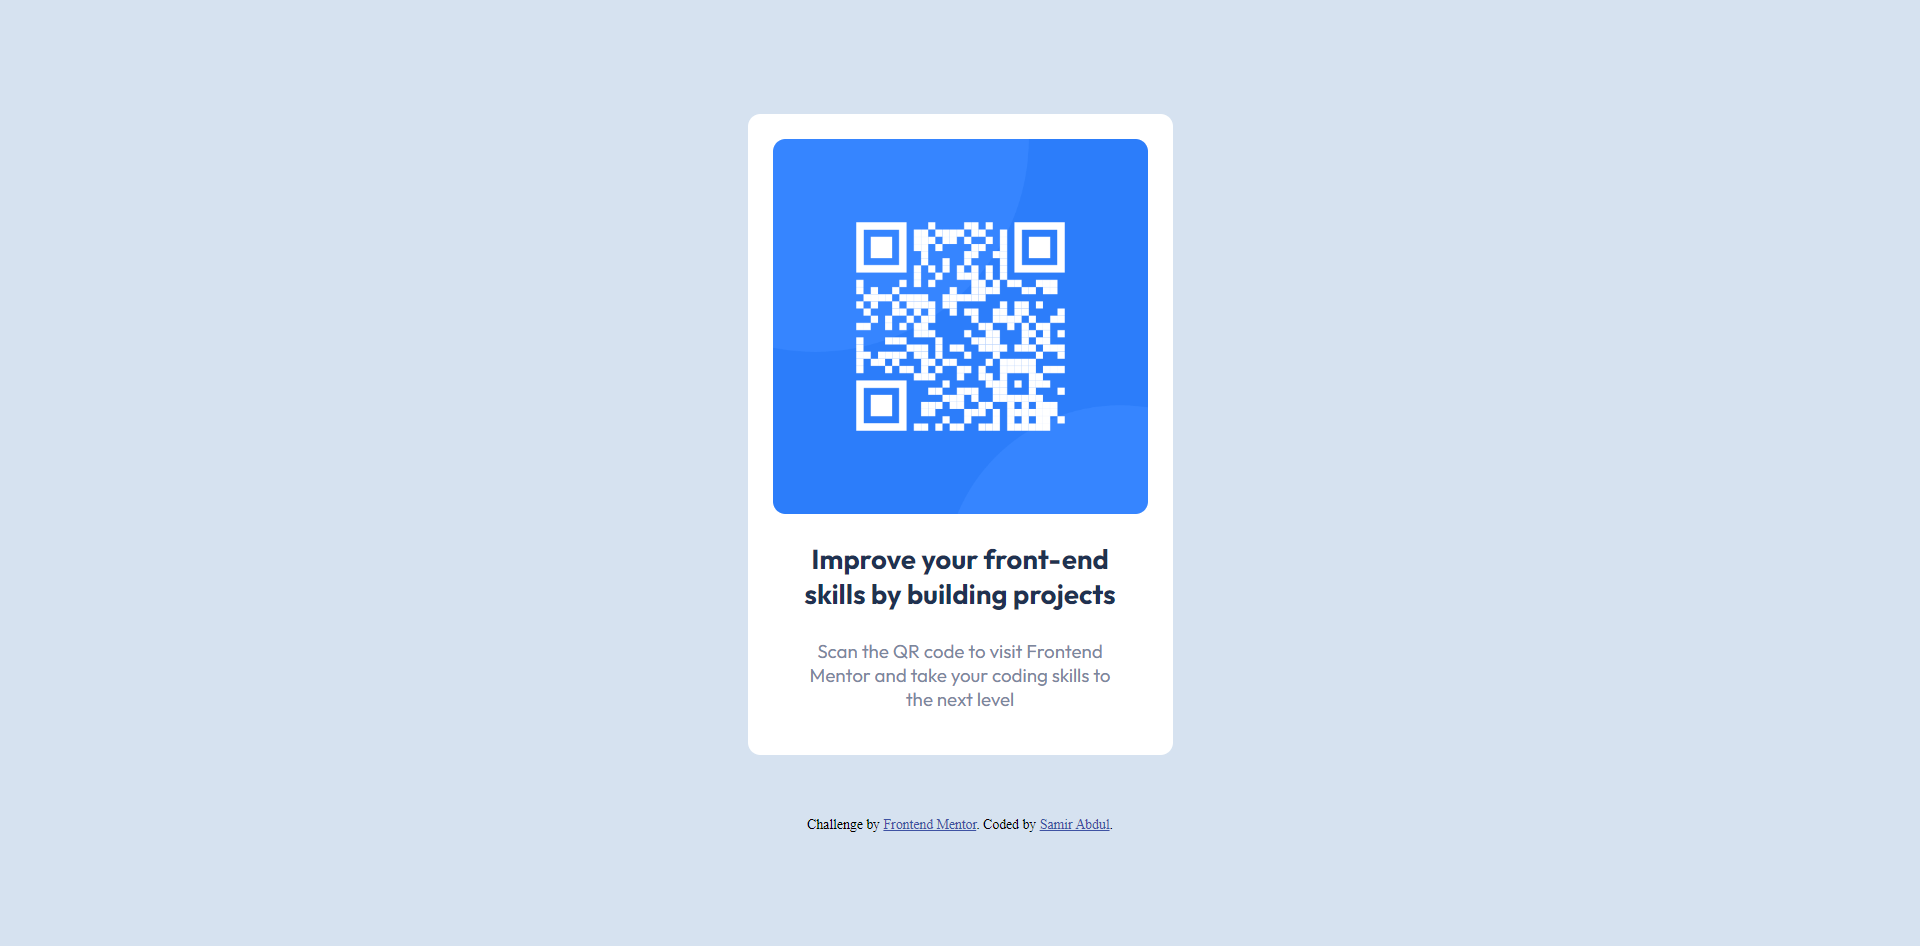 Improve your front-end
skills by building projects
Scan the QR code to visit Frontend
Mentor and take your coding skills to
the next level
Challenge by Frontend Mentor. Coded by Samir Abdul.